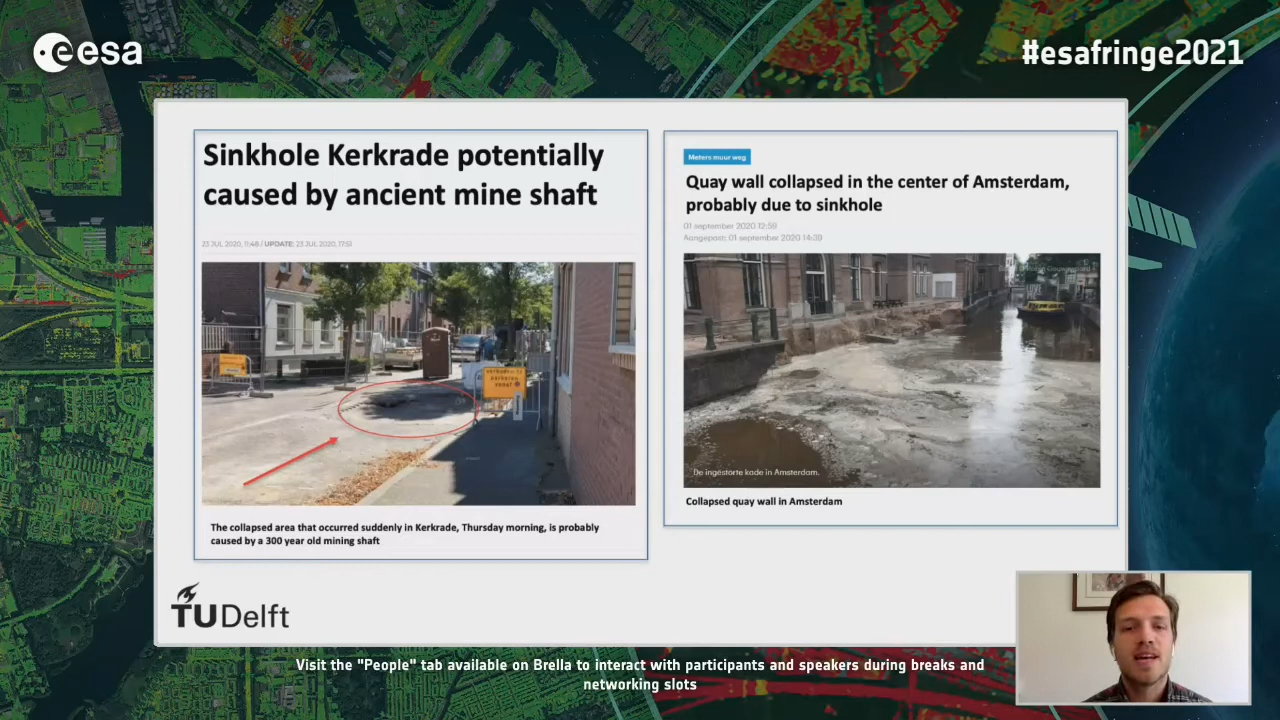 esa
#esafringe2021
Sinkhole Kerkrade potentially
caused by ancient mine shaft
23 JUL 2020, 11:48 / UPDATE: 23 JUL 2020, 17:51
The collapsed area that occurred suddenly in Kerkrade, Thursday morning, is probably
caused by a 300 year old mining shaft
Meters muur weg
Quay wall collapsed in the center of Amsterdam,
probably due to sinkhole
01 september 2020 12:59
Aangepast: 01 september 2020 14:39
De ingestorte kade in Amsterdam.
Collapsed quay wall in Amsterdam
TU Delft
Visit the "People" tab available on Brella to interact with participants and speakers during breaks and
networking slots